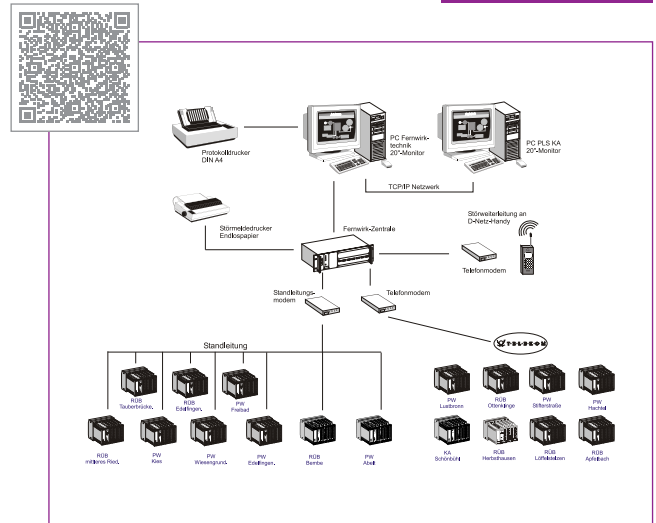 Protokolldrucker
DIN A4
PC Fernwirk-
technik
20"-Monitor
PC PLS KA
20"-Monitor
TCP/IP Netzwerk
Störmeldedrucker
Endlospapier
Fernwirk-Zentrale
Störweiterleitung an
D-Netz-Handy
Telefonmodem
Standleitungs-
modem
Telefonmodem
Standleitung
TELEKOM
RÜB
Tauberbrücke.
RÜB
Edelfingen.
PW
Freibad
PW
Lustbronn
RÜB
Ottenklinge
PW
Stifterstraße
PW
Hachtel
RÜB
mittleres Ried.
PW
Kies
PW
Wiesengrund.
PW
Edelfingen.
RÜB
Bembe
PW
Abelt
KA
Schönbühl
RÜB
Herbsthausen
RÜB
Löffelstelzen
RÜB
Apfelbach